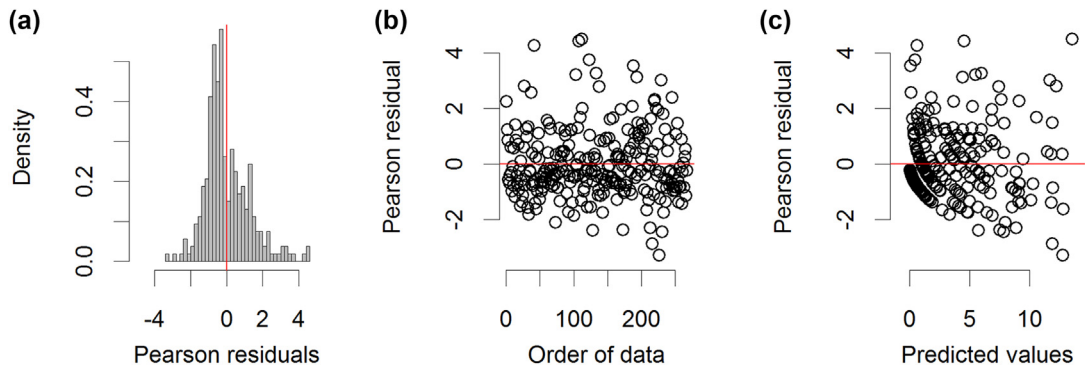 (a)
Density
0.0
0.2
0.4
-4
0
2
4
Pearson residuals
(b)
Pearson residual
4
2
0
-2
0
100
200
Order of data
(c)
Pearson residual
4
2
0
-2
0
5
10
Predicted values